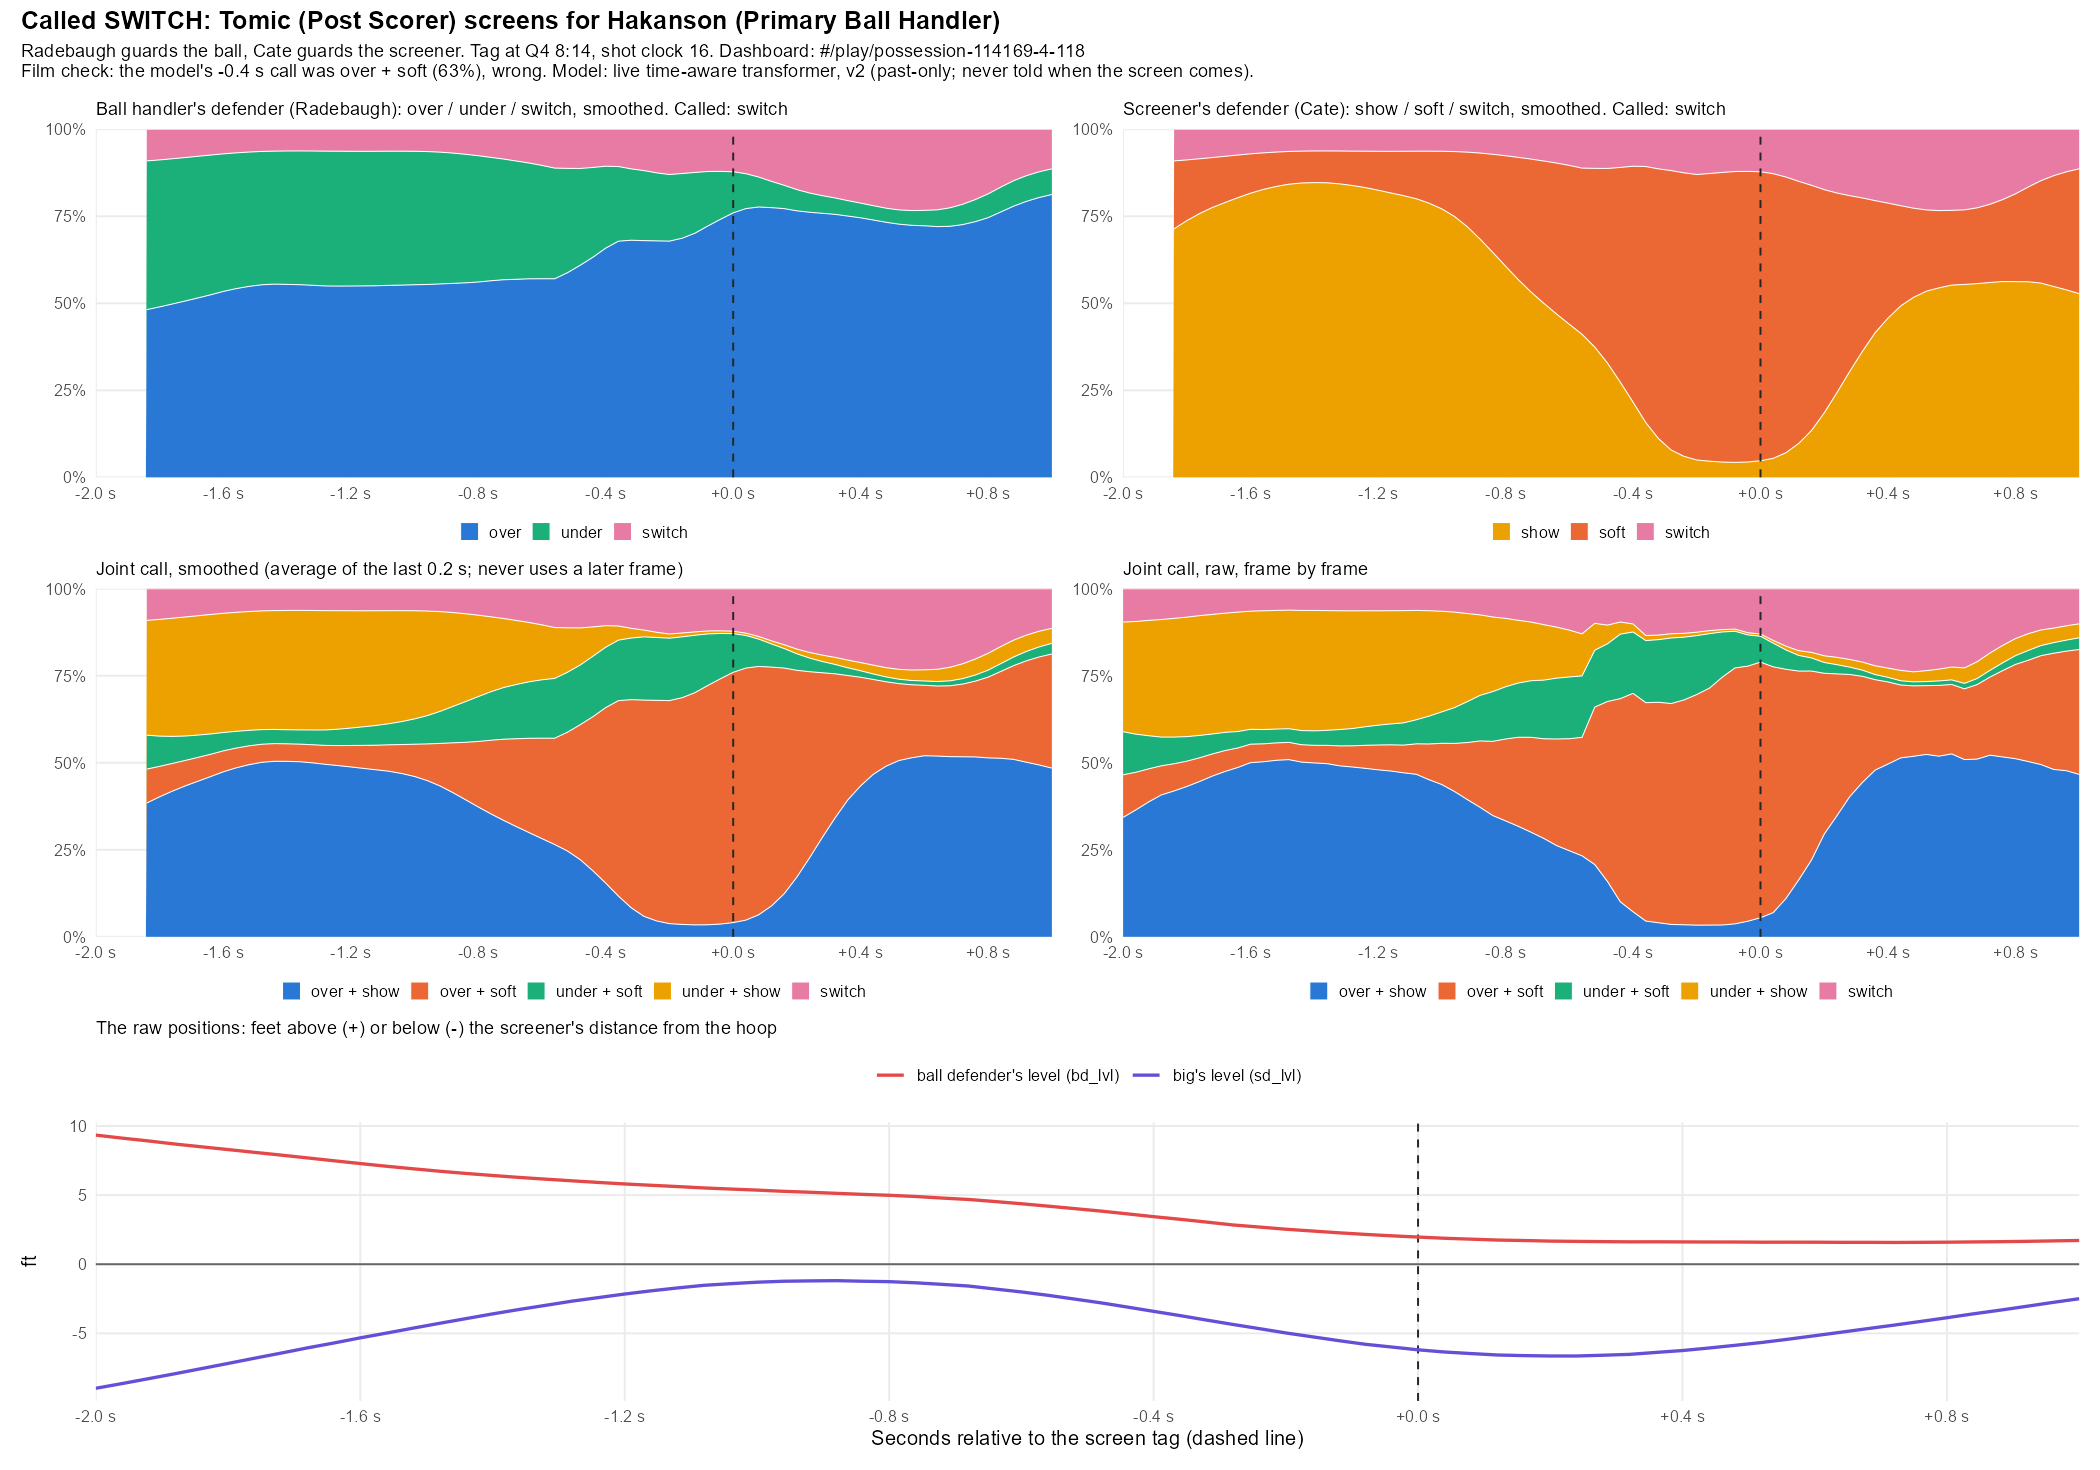 Called SWITCH: Tomic (Post Scorer) screens for Hakanson (Primary Ball Handler)
Radebaugh guards the ball, Cate guards the screener. Tag at Q4 8:14, shot clock 16. Dashboard: #/play/possession-114169-4-118
Film check: the model's -0.4 s call was over + soft (63%), wrong. Model: live time-aware transformer, v2 (past-only; never told when the screen comes).
Ball handler's defender (Radebaugh): over / under / switch, smoothed. Called: switch
100%
75%
50%
25%
0%
-2.0 s -1.6 s -1.2 s -0.8 s -0.4 s +0.0 s +0.4 s +0.8 s
over under switch
Screener's defender (Cate): show / soft / switch, smoothed. Called: switch
100%
75%
50%
25%
0%
-2.0 s -1.6 s -1.2 s -0.8 s -0.4 s +0.0 s +0.4 s +0.8 s
show soft switch
Joint call, smoothed (average of the last 0.2 s; never uses a later frame)
100%
75%
50%
25%
0%
-2.0 s -1.6 s -1.2 s -0.8 s -0.4 s +0.0 s +0.4 s +0.8 s
over + show over + soft under + soft under + show switch
Joint call, raw, frame by frame
100%
75%
50%
25%
0%
-2.0 s -1.6 s -1.2 s -0.8 s -0.4 s +0.0 s +0.4 s +0.8 s
over + show over + soft under + soft under + show switch
The raw positions: feet above (+) or below (-) the screener's distance from the hoop
ball defender's level (bd_lvl) big's level (sd_lvl)
ft
10
5
0
-5
-2.0 s -1.6 s -1.2 s -0.8 s -0.4 s +0.0 s +0.4 s +0.8 s
Seconds relative to the screen tag (dashed line)